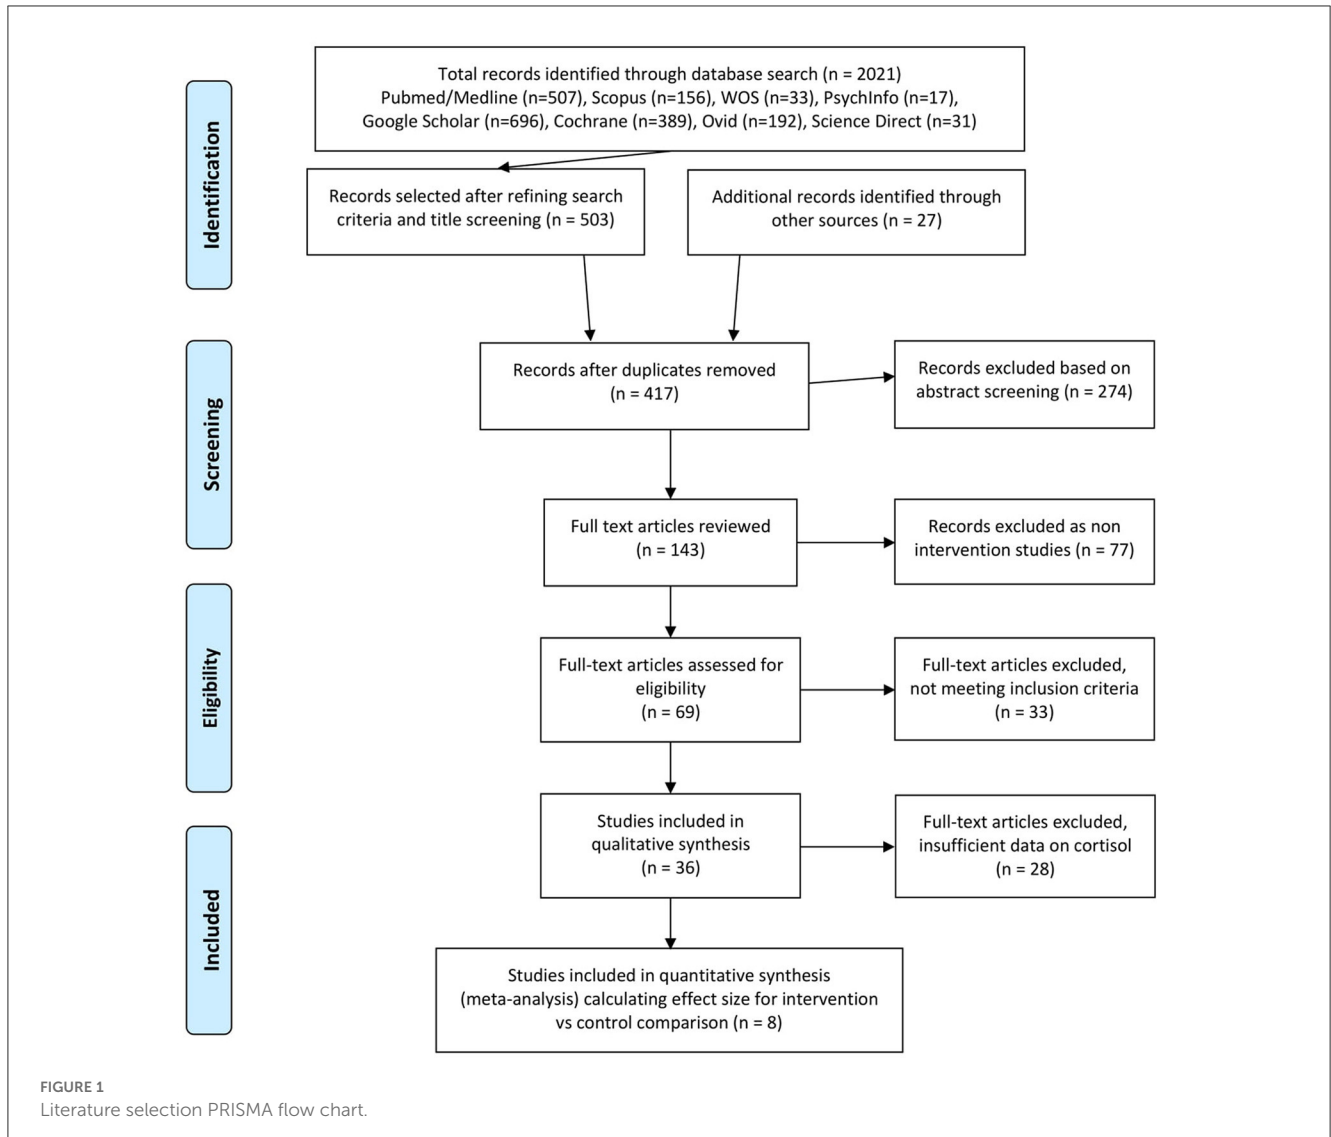 Identification
Total records identified through database search (n = 2021)
Pubmed/Medline (n=507), Scopus (n=156), WOS (n=33), PsychInfo (n=17),
Google Scholar (n=696), Cochrane (n=389), Ovid (n=192), Science Direct (n=31)
Records selected after refining search
criteria and title screening (n = 503)
Additional records identified through
other sources (n = 27)
Screening
Records after duplicates removed
(n = 417)
Records excluded based on
abstract screening (n = 274)
Full text articles reviewed
(n = 143)
Records excluded as non
intervention studies (n = 77)
Eligibility
Full-text articles assessed for
eligibility
(n = 69)
Full-text articles excluded,
not meeting inclusion criteria
(n = 33)
Included
Studies included in
qualitative synthesis
(n = 36)
Full-text articles excluded,
insufficient data on cortisol
(n = 28)
Studies included in quantitative synthesis
(meta-analysis) calculating effect size for intervention
vs control comparison (n = 8)
FIGURE 1
Literature selection PRISMA flow chart.